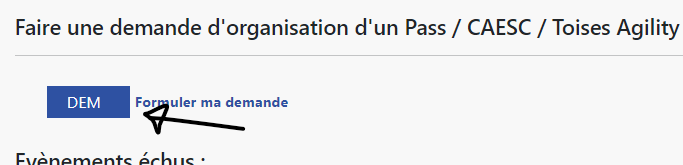 Faire une demande d'organisation d'un Pass / CAESC / Toises Agility
DEM Formuler ma demande
Evènements échus :